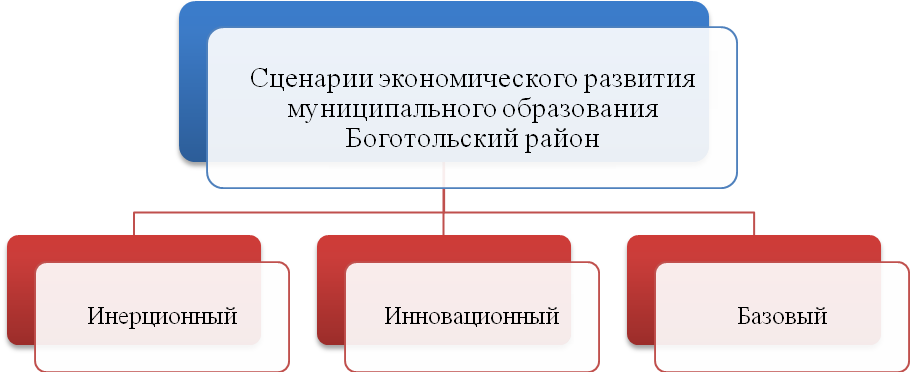 Сценарии экономического развития
муниципального образования
Боготольский район
Инерционный
Инновационный
Базовый